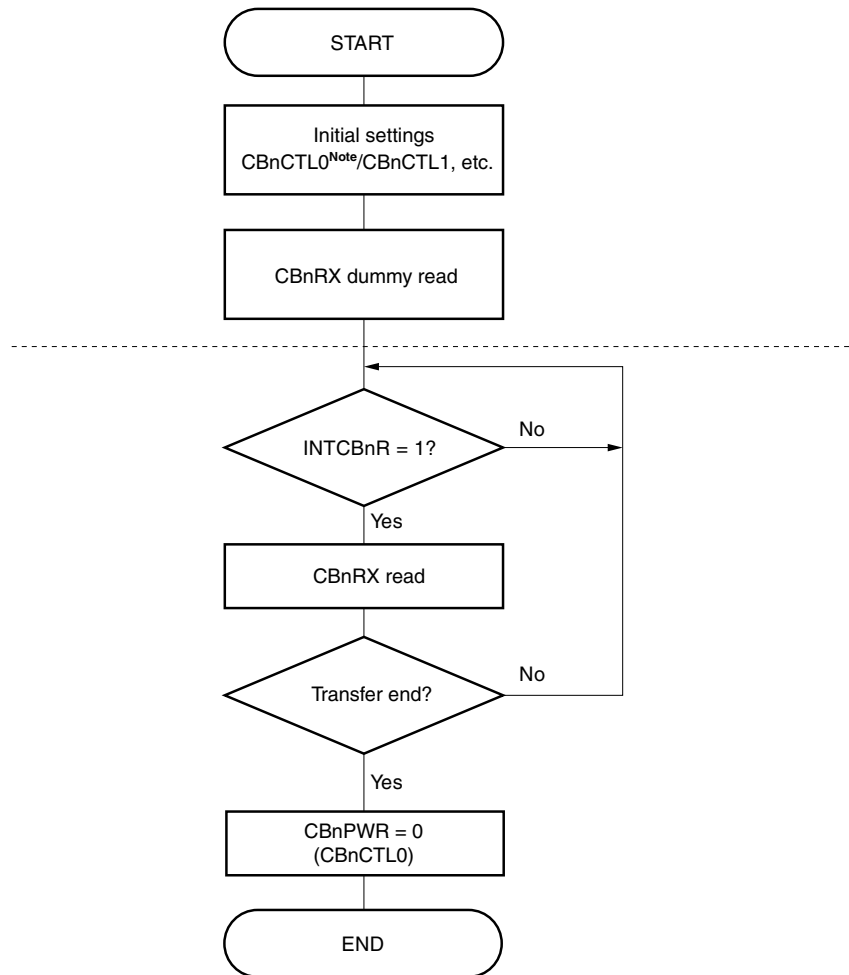 START
Initial settings
CBnCTL0Note/CBnCTL1, etc.
CBnRX dummy read
INTCBnR = 1?
No
Yes
CBnRX read
Transfer end?
No
Yes
CBnPWR = 0
(CBnCTL0)
END